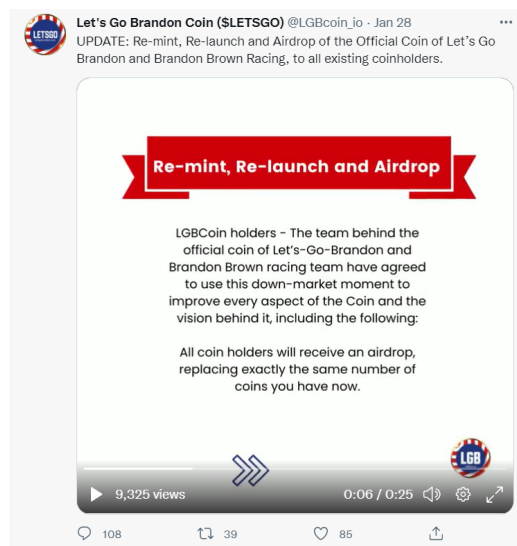 Let's Go Brandon Coin ($LETSGO) @LGBcoin_io · Jan 28
LETSGO
UPDATE: Re-mint, Re-launch and Airdrop of the Official Coin of Let's Go
Brandon and Brandon Brown Racing, to all existing coinholders.
Re-mint, Re-launch and Airdrop
LGBCoin holders - The team behind the
official coin of Let's-Go-Brandon and
Brandon Brown racing team have agreed
to use this down-market moment to
improve every aspect of the Coin and the
vision behind it, including the following:
All coin holders will receive an airdrop,
replacing exactly the same number of
coins you have now.
LGB
9,325 views 0:06 / 0:25
108 39 85